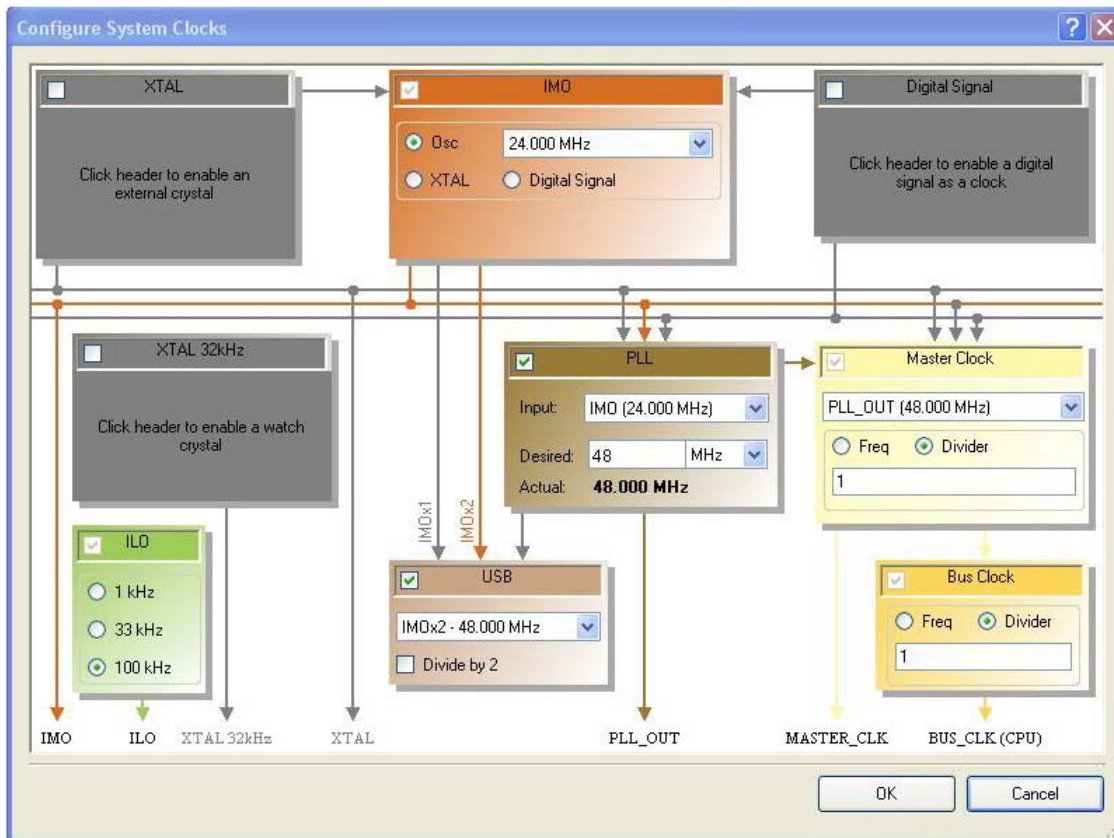 Configure System Clocks
XTAL
Click header to enable an
external crystal
IMO
Osc
24.000 MHz
XTAL
Digital Signal
Digital Signal
Click header to enable a digital
signal as a clock
XTAL 32kHz
Click header to enable a watch
crystal
PLL
Input:
IMO (24.000 MHz)
Desired:
48
MHz
Actual:
48.000 MHz
Master Clock
PLL_OUT (48.000 MHz)
Freq
Divider
1
IMOx1
IMOx2
ILO
1 kHz
33 kHz
100 kHz
USB
IMOx2 - 48.000 MHz
Divide by 2
Bus Clock
Freq
Divider
1
IMO
ILO
XTAL 32kHz
XTAL
PLL_OUT
MASTER_CLK
BUS_CLK (CPU)
OK
Cancel